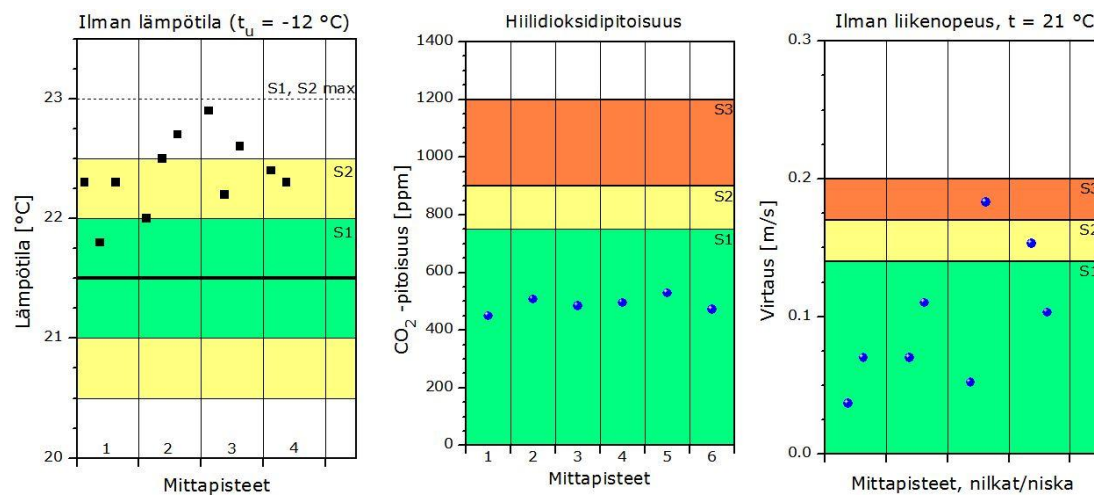 Ilman lämpötila (tu = -12 °C)
23
22
21
20
Lämpötila [°C]
S1, S2 max
S2
S1
1 2 3 4
Mittapisteet
Hiilidioksidipitoisuus
1400
1200
1000
800
600
400
200
0
CO2 -pitoisuus [ppm]
S3
S2
S1
1 2 3 4 5 6
Mittapisteet
Ilman liikenopeus, t = 21 °C
0.3
0.2
0.1
0.0
Virtaus [m/s]
S3
S2
S1
Mittapisteet, nilkat/niska